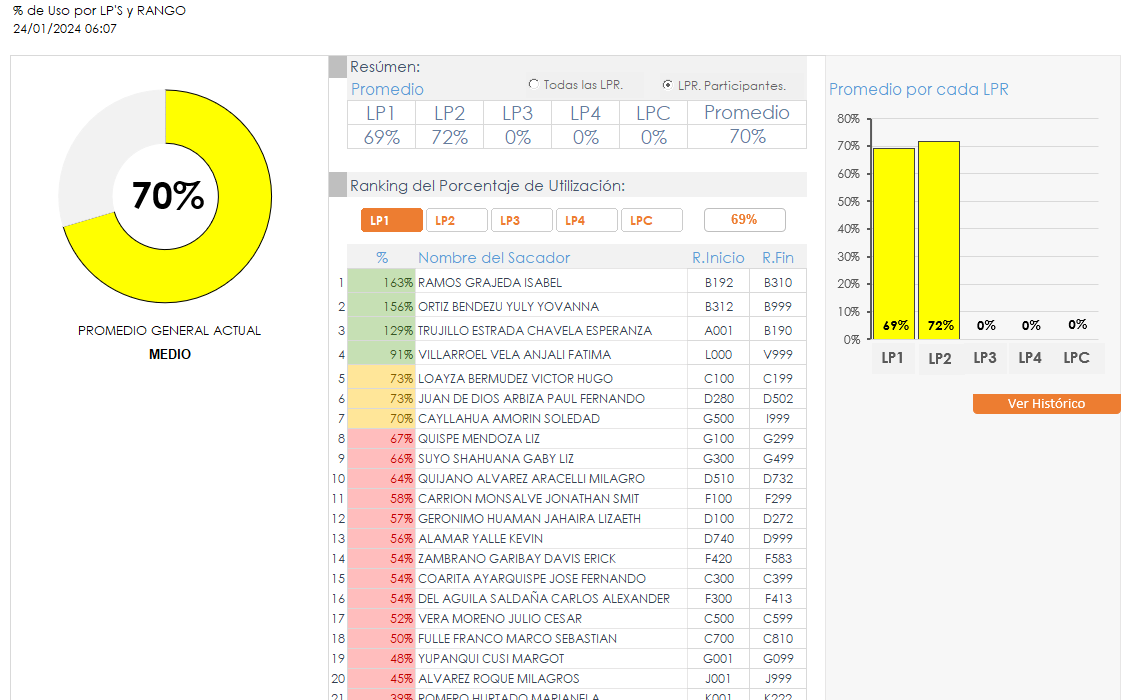 % de Uso por LP'S y RANGO
24/01/2024 06:07
70%
PROMEDIO GENERAL ACTUAL
MEDIO
Resúmen:
Promedio
Todas las LPR. LPR. Participantes.
LP1 LP2 LP3 LP4 LPC Promedio
69% 72% 0% 0% 0% 70%
Ranking del Porcentaje de Utilización:
LP1 LP2 LP3 LP4 LPC 69%
% Nombre del Sacador R.Inicio R.Fin
1 163% RAMOS GRAJEDA ISABEL B192 B310
2 156% ORTIZ BENDEZU YULY YOVANNA B312 B999
3 129% TRUJILLO ESTRADA CHAVELA ESPERANZA A001 B190
4 91% VILLARROEL VELA ANJALI FATIMA L000 V999
5 73% LOAYZA BERMUDEZ VICTOR HUGO C100 C199
6 73% JUAN DE DIOS ARBIZA PAUL FERNANDO D280 D502
7 70% CAYLLAHUA AMORIN SOLEDAD G500 I999
8 67% QUISPE MENDOZA LIZ G100 G299
9 66% SUYO SHAHUANA GABY LIZ G300 G499
10 64% QUIJANO ALVAREZ ARACELLI MILAGRO D510 D732
11 58% CARRION MONSALVE JONATHAN SMIT F100 F299
12 57% GERONIMO HUAMAN JAHAIRA LIZAETH D100 D272
13 56% ALAMAR YALLE KEVIN D740 D999
14 54% ZAMBRANO GARIBAY DAVIS ERICK F420 F583
15 54% COARITA AYARQUISPE JOSE FERNANDO C300 C399
16 54% DEL AGUILA SALDAÑA CARLOS ALEXANDER F300 F413
17 52% VERA MORENO JULIO CESAR C500 C599
18 50% FULLE FRANCO MARCO SEBASTIAN C700 C810
19 48% YUPANQUI CUSI MARGOT G001 G099
20 45% ALVAREZ ROQUE MILAGROS J001 J999
21 39% ROMERO HURTADO MARIANELA K001 K222
Promedio por cada LPR
80%
70%
60%
50%
40%
30%
20%
10%
0%
69% 72% 0% 0% 0%
LP1 LP2 LP3 LP4 LPC
Ver Histórico